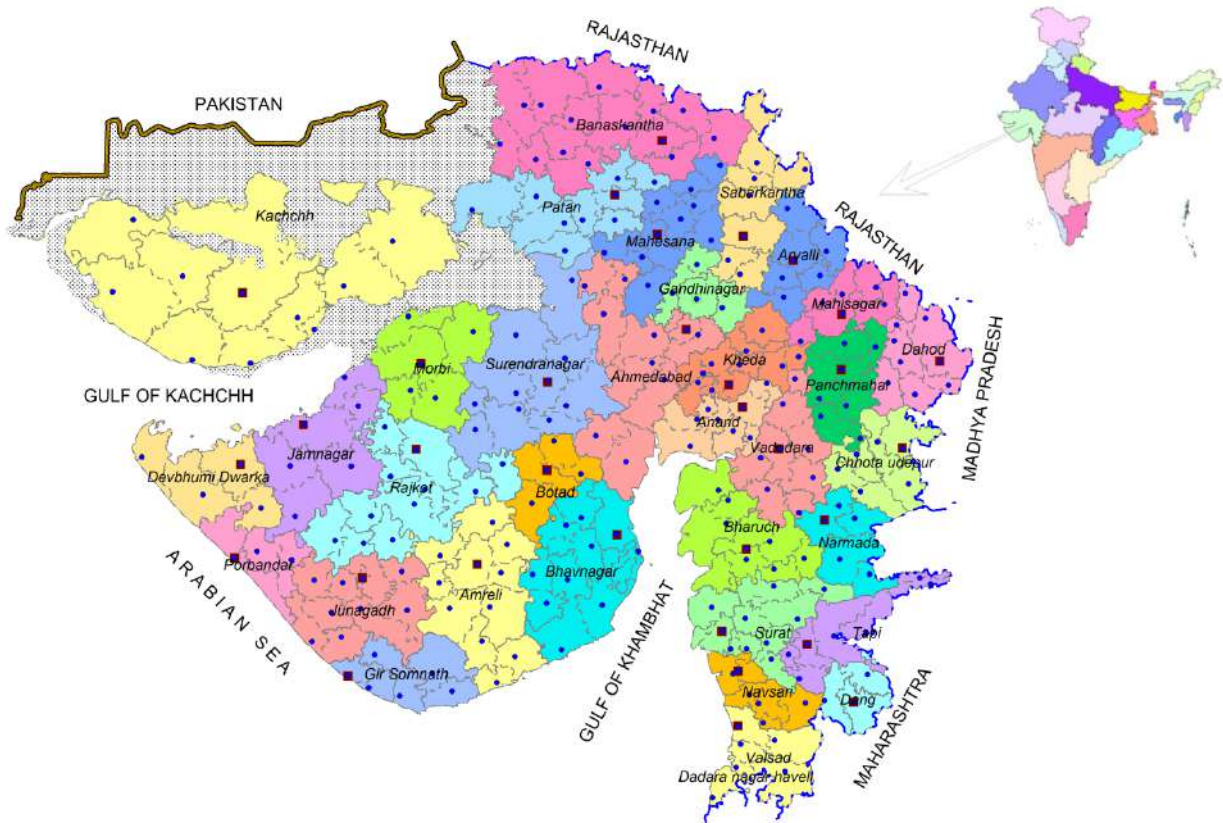 RAJASTHAN
PAKISTAN
Banaskantha
Kachchh
Patan
Sabarkantha
Mahesana
Arvalli
RAJASTHAN
Gandhinagar
Mahisagar
Morbi
Surendranagar
Ahmedabad
Kheda
Dahod
Panchmahal
GULF OF KACHCHH
Anand
MADHYA PRADESH
Jamnagar
Devbhumi Dwarka
Vadodara
Chhota udepur
Rajkot
Botad
Bharuch
Narmada
Porbandar
Bhavnagar
Amreli
Junagadh
ARABIAN SEA
Surat
Tapi
Gir Somnath
GULF OF KHAMBHAT
Navsari
Dang
MAHARASHTRA
Valsad
Dadara nagar haveli